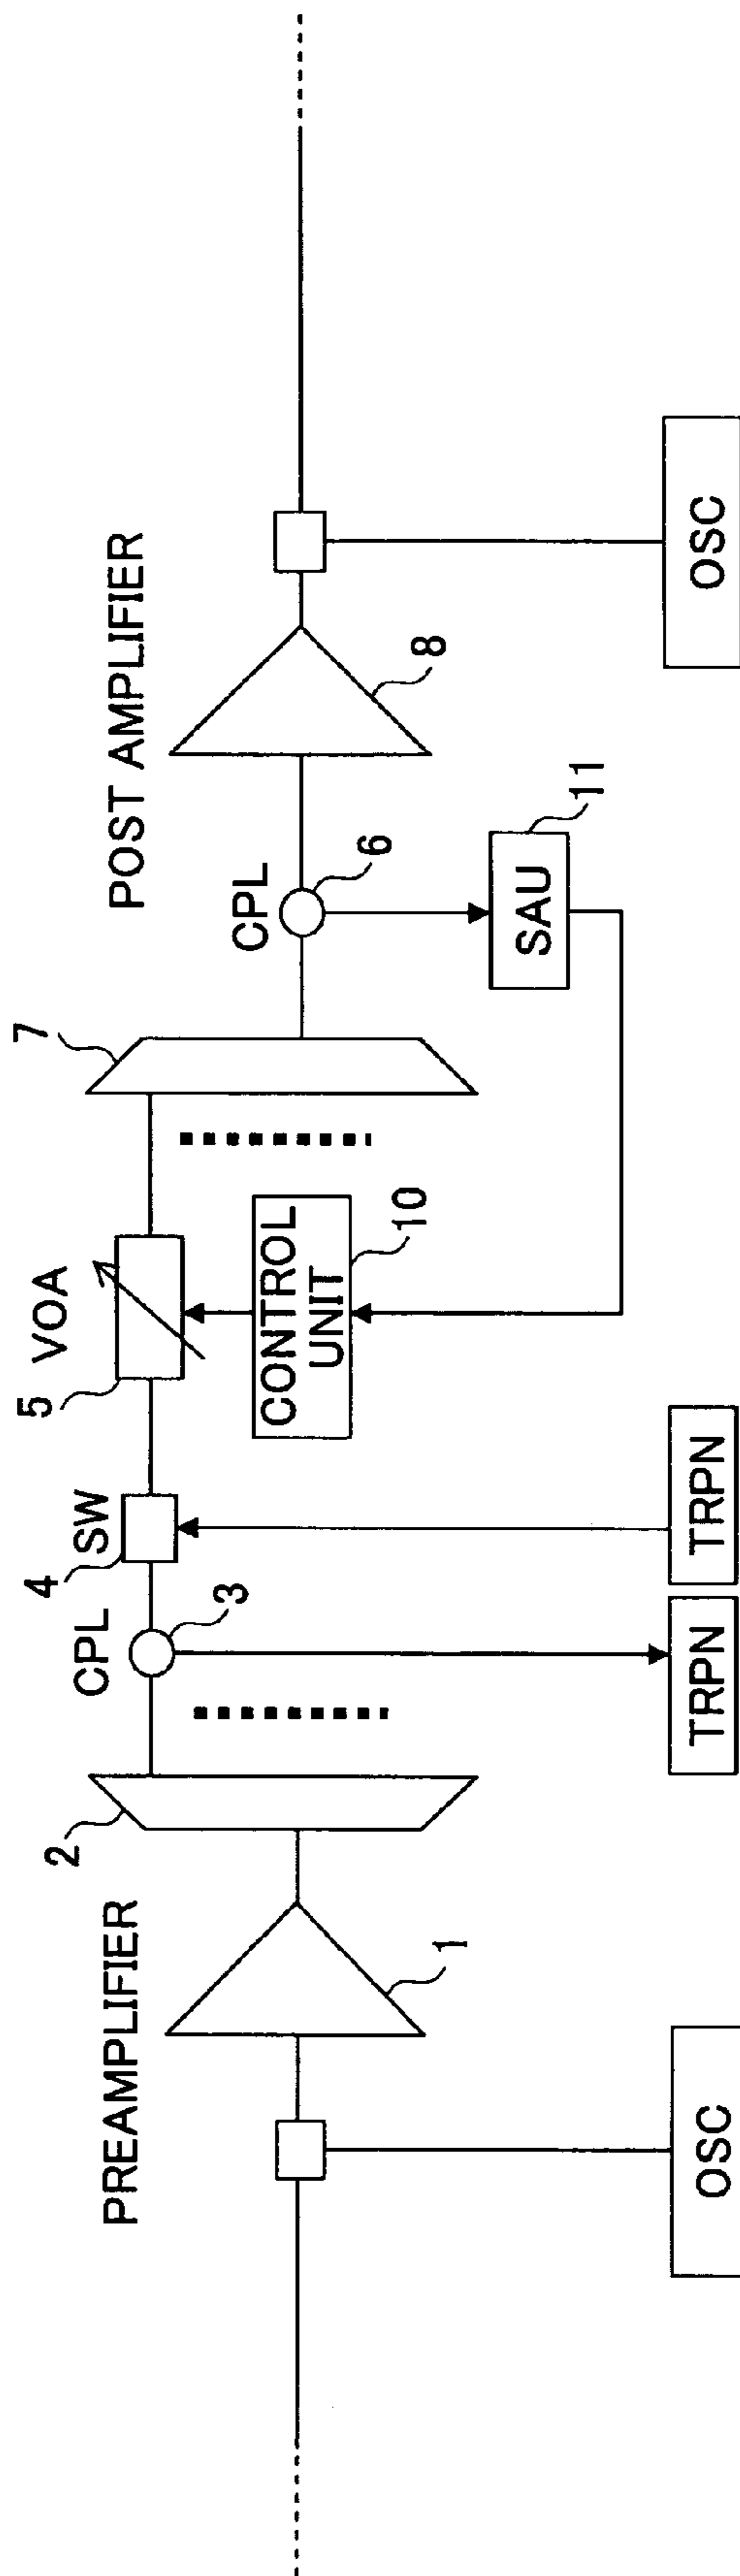 PREAMPLIFIER
1
2
CPL
3
4
SW
5
VOA
CONTROL
UNIT
10
7
CPL
6
SAU
11
POST AMPLIFIER
8
OSC
TRPN
TRPN
OSC